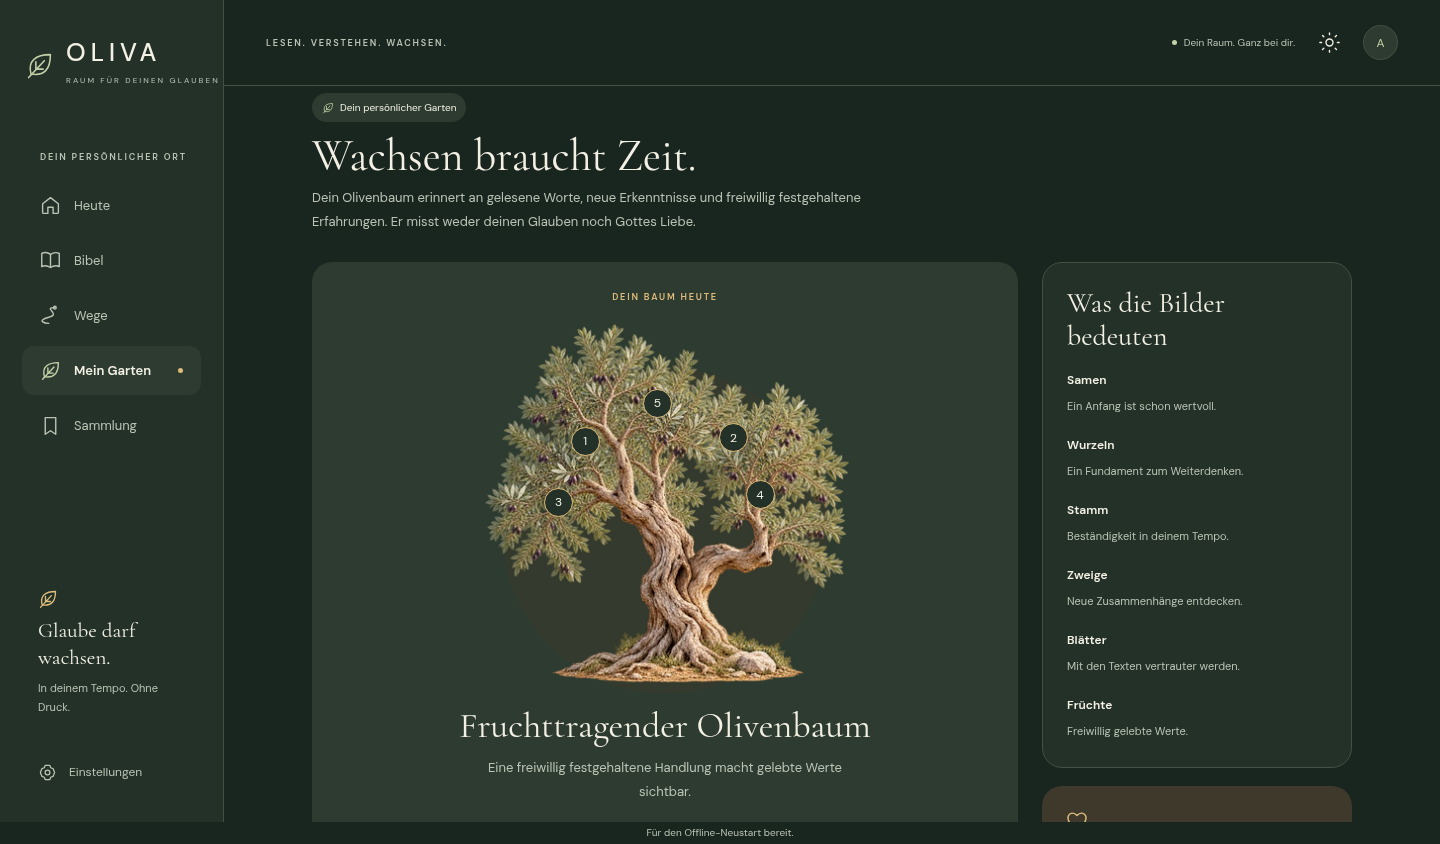 OLIVA
RAUM FÜR DEINEN GLAUBEN
DEIN PERSÖNLICHER ORT
Heute
Bibel
Wege
Mein Garten
Sammlung
Glaube darf
wachsen.
In deinem Tempo. Ohne
Druck.
Einstellungen
LESEN. VERSTEHEN. WACHSEN.
Dein Raum. Ganz bei dir.
A
Dein persönlicher Garten
Wachsen braucht Zeit.
Dein Olivenbaum erinnert an gelesene Worte, neue Erkenntnisse und freiwillig festgehaltene
Erfahrungen. Er misst weder deinen Glauben noch Gottes Liebe.
DEIN BAUM HEUTE
5
1
2
3
4
Fruchttragender Olivenbaum
Eine freiwillig festgehaltene Handlung macht gelebte Werte
sichtbar.
Was die Bilder
bedeuten
Samen
Ein Anfang ist schon wertvoll.
Wurzeln
Ein Fundament zum Weiterdenken.
Stamm
Beständigkeit in deinem Tempo.
Zweige
Neue Zusammenhänge entdecken.
Blätter
Mit den Texten vertrauter werden.
Früchte
Freiwillig gelebte Werte.
Für den Offline-Neustart bereit.